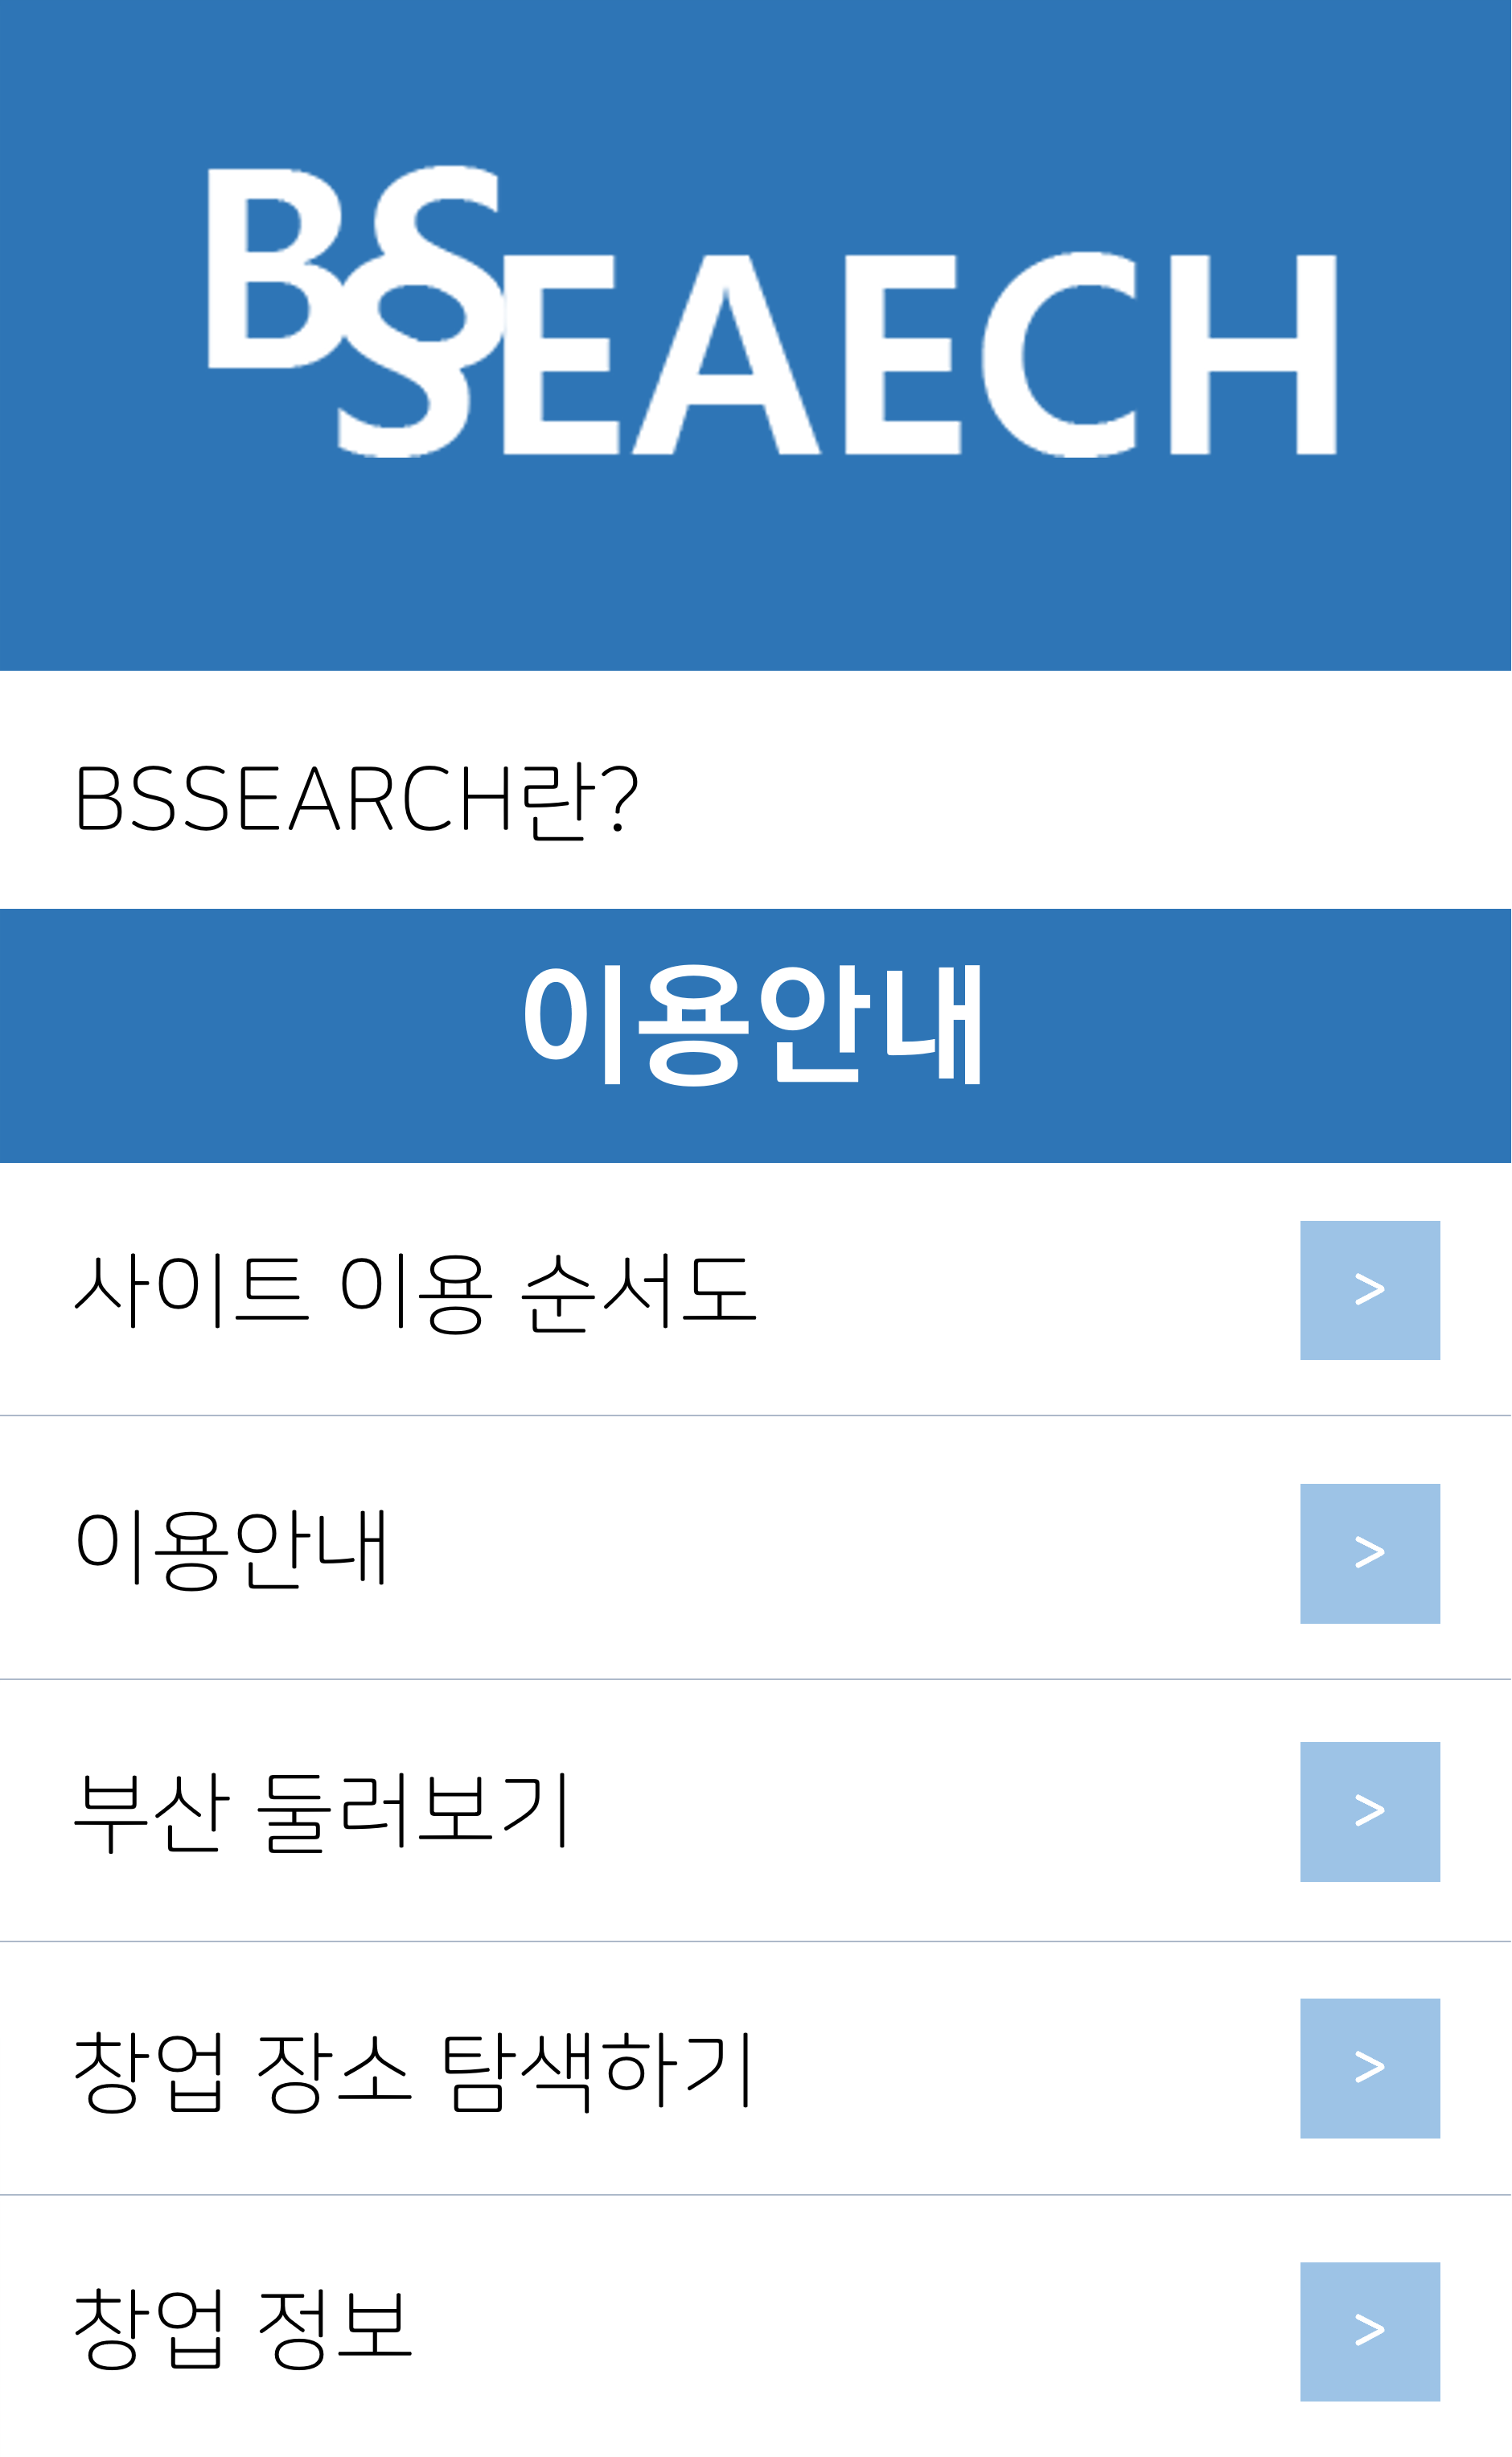 BSSEAECH
BSSEARCH란?
이용안내
사이트 이용 순서도
>
이용안내
>
부산 둘러보기
>
창업 장소 탐색하기
>
창업 정보
>